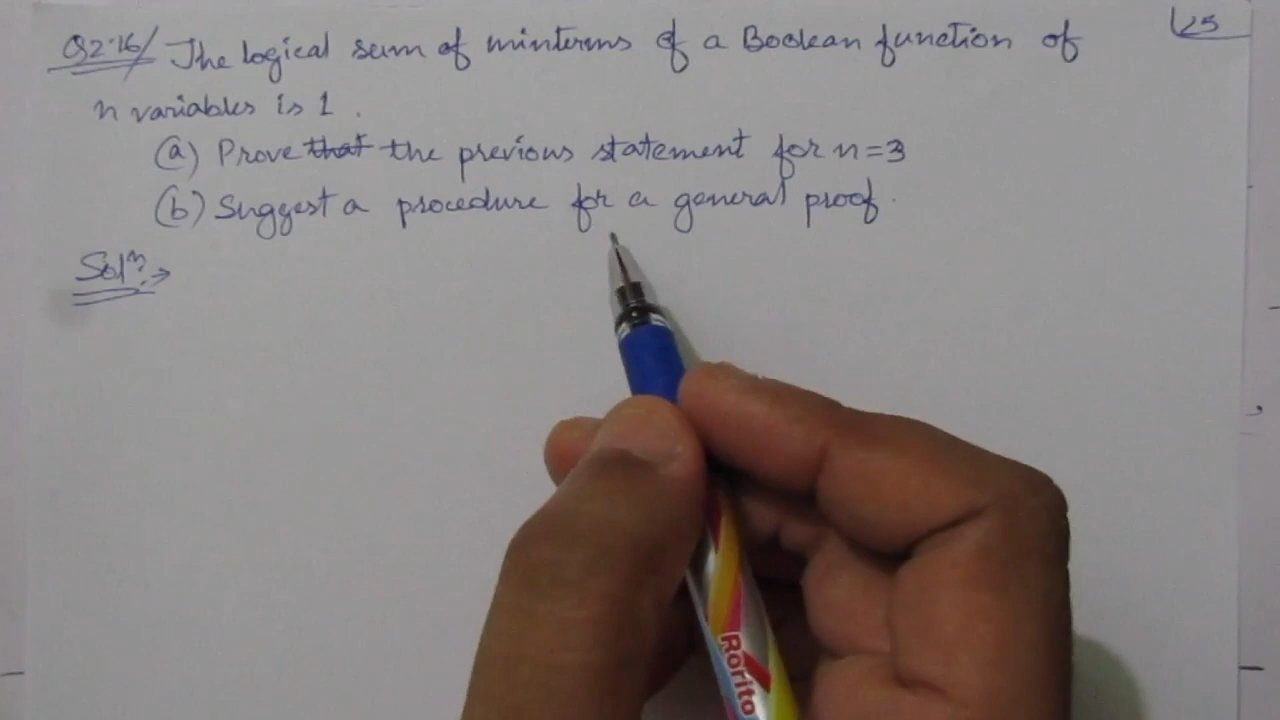 25
Q2.16/ The logical sum of minterms of a Boolean function of
n variables is 1.
(a) Prove that the previous statement for n=3
(b) Suggest a procedure for a general proof.
Solⁿ:→
Rorito